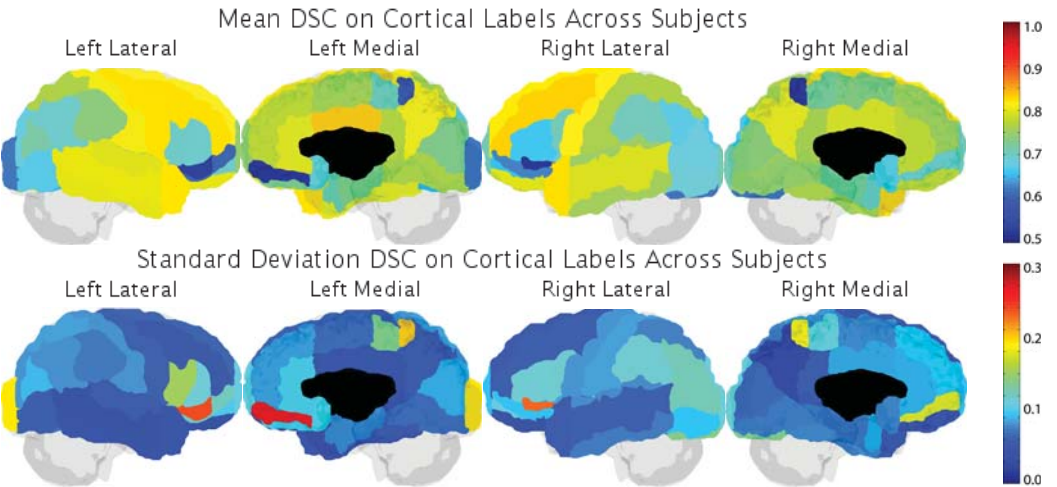 Mean DSC on Cortical Labels Across Subjects
Left Lateral Left Medial Right Lateral Right Medial
1.0
0.9
0.8
0.7
0.6
0.5
Standard Deviation DSC on Cortical Labels Across Subjects
Left Lateral Left Medial Right Lateral Right Medial
0.3
0.2
0.1
0.0